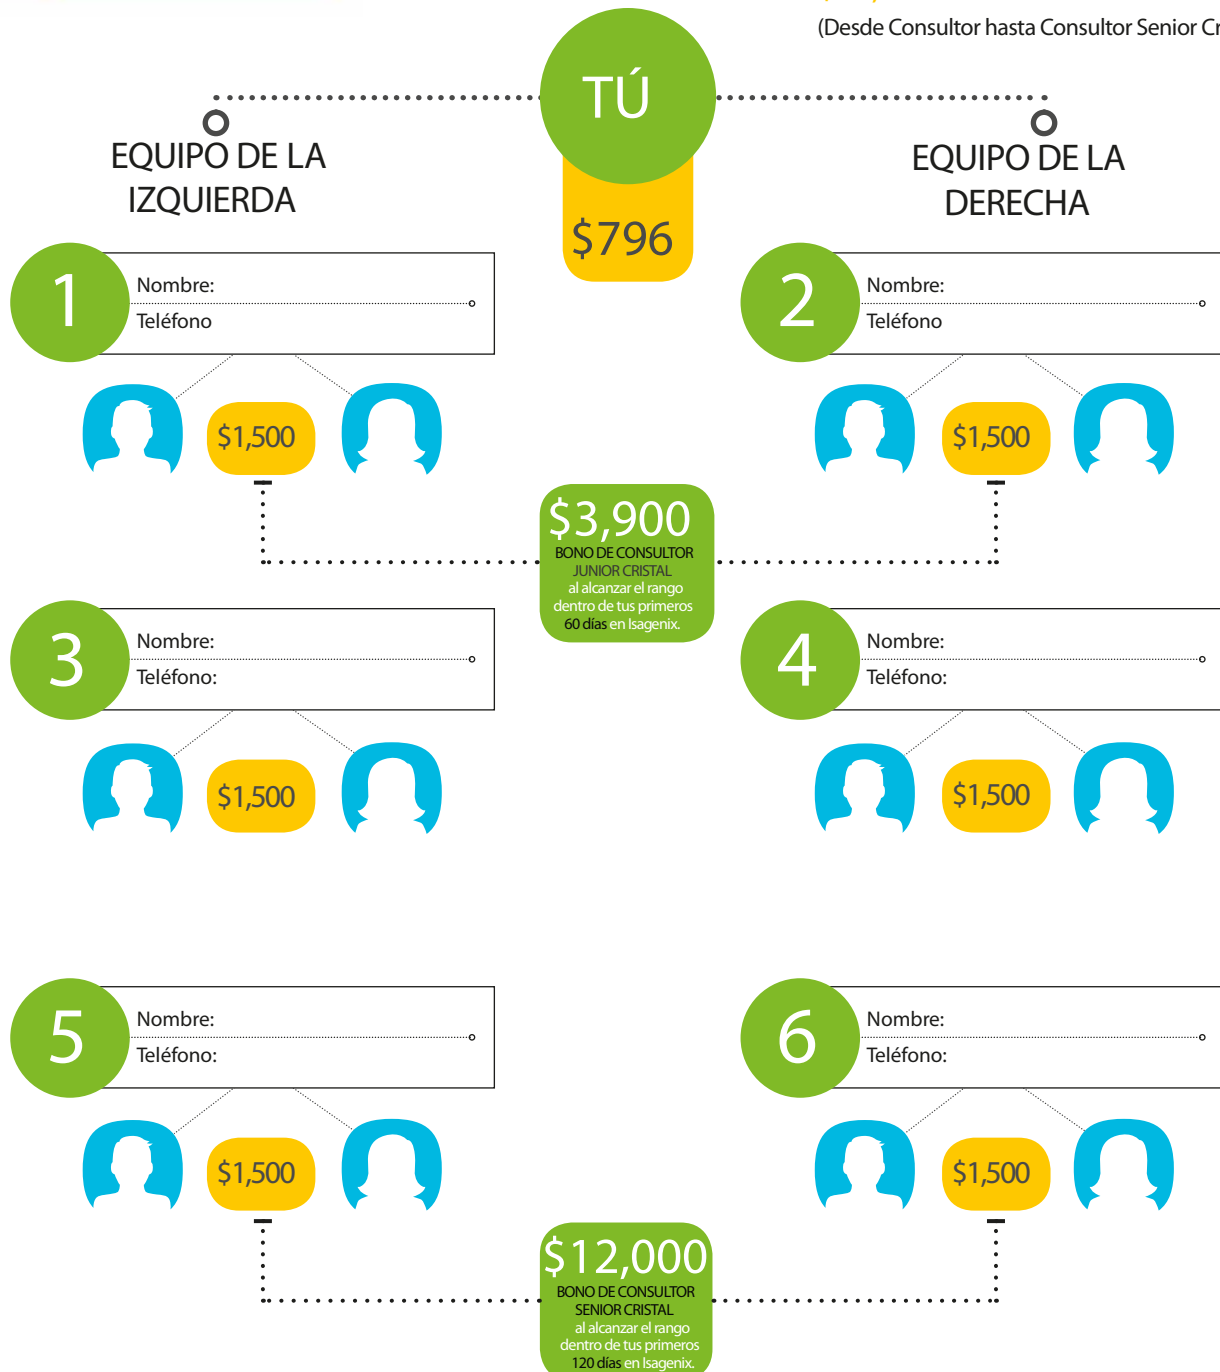 (Desde Consultor hasta Consultor Senior
TÚ
EQUIPO DE LA
IZQUIERDA
EQUIPO DE LA
DERECHA
$796
1
Nombre:
Teléfono
2
Nombre:
Teléfono
$1,500
$1,500
$3,900
BONO DE CONSULTOR
JUNIOR CRISTAL
al alcanzar el rango
dentro de tus primeros
60 días en Isagenix.
3
Nombre:
Teléfono:
4
Nombre:
Teléfono:
$1,500
$1,500
5
Nombre:
Teléfono:
6
Nombre:
Teléfono:
$1,500
$1,500
$12,000
BONO DE CONSULTOR
SENIOR CRISTAL
al alcanzar el rango
dentro de tus primeros
120 días en Isagenix.